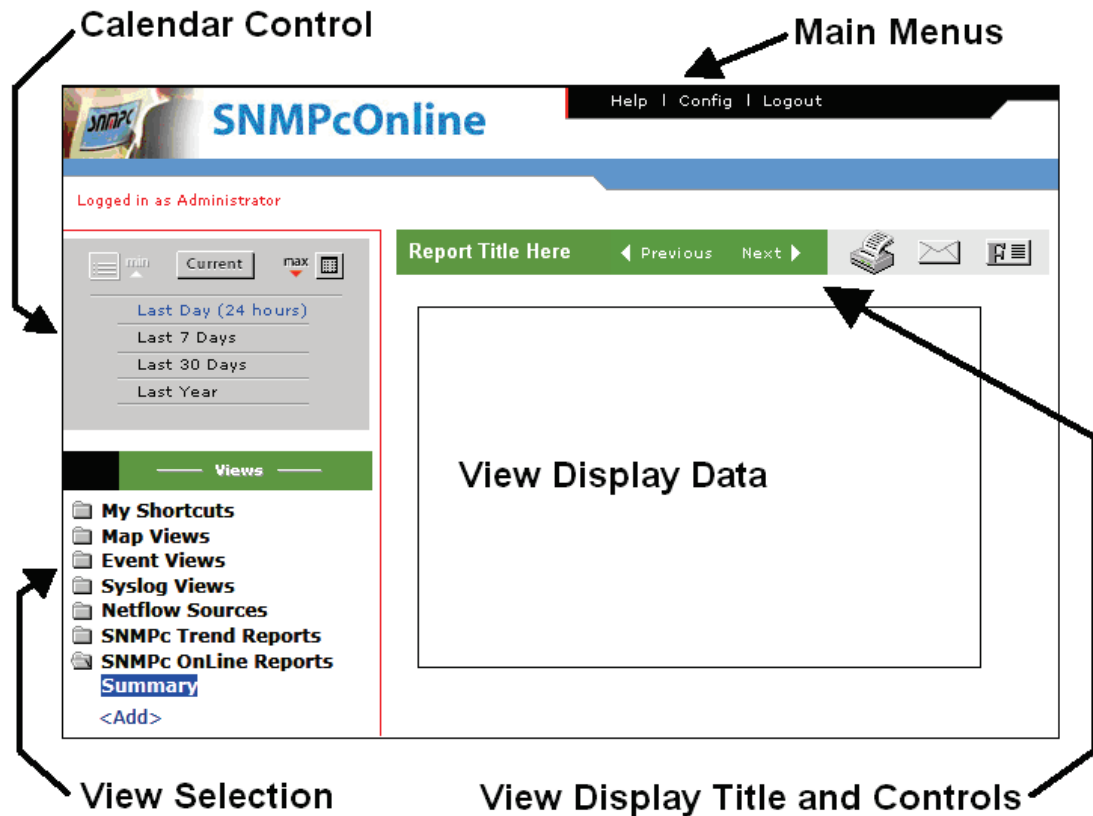 Calendar Control
Main Menus
snmpc
SNMPcOnline
Help | Config | Logout
Logged in as Administrator
min
Current
max
Last Day (24 hours)
Last 7 Days
Last 30 Days
Last Year
Report Title Here
Previous
Next
F
Views
View Display Data
My Shortcuts
Map Views
Event Views
Syslog Views
Netflow Sources
SNMPc Trend Reports
SNMPc OnLine Reports
Summary
<Add>
View Selection
View Display Title and Controls